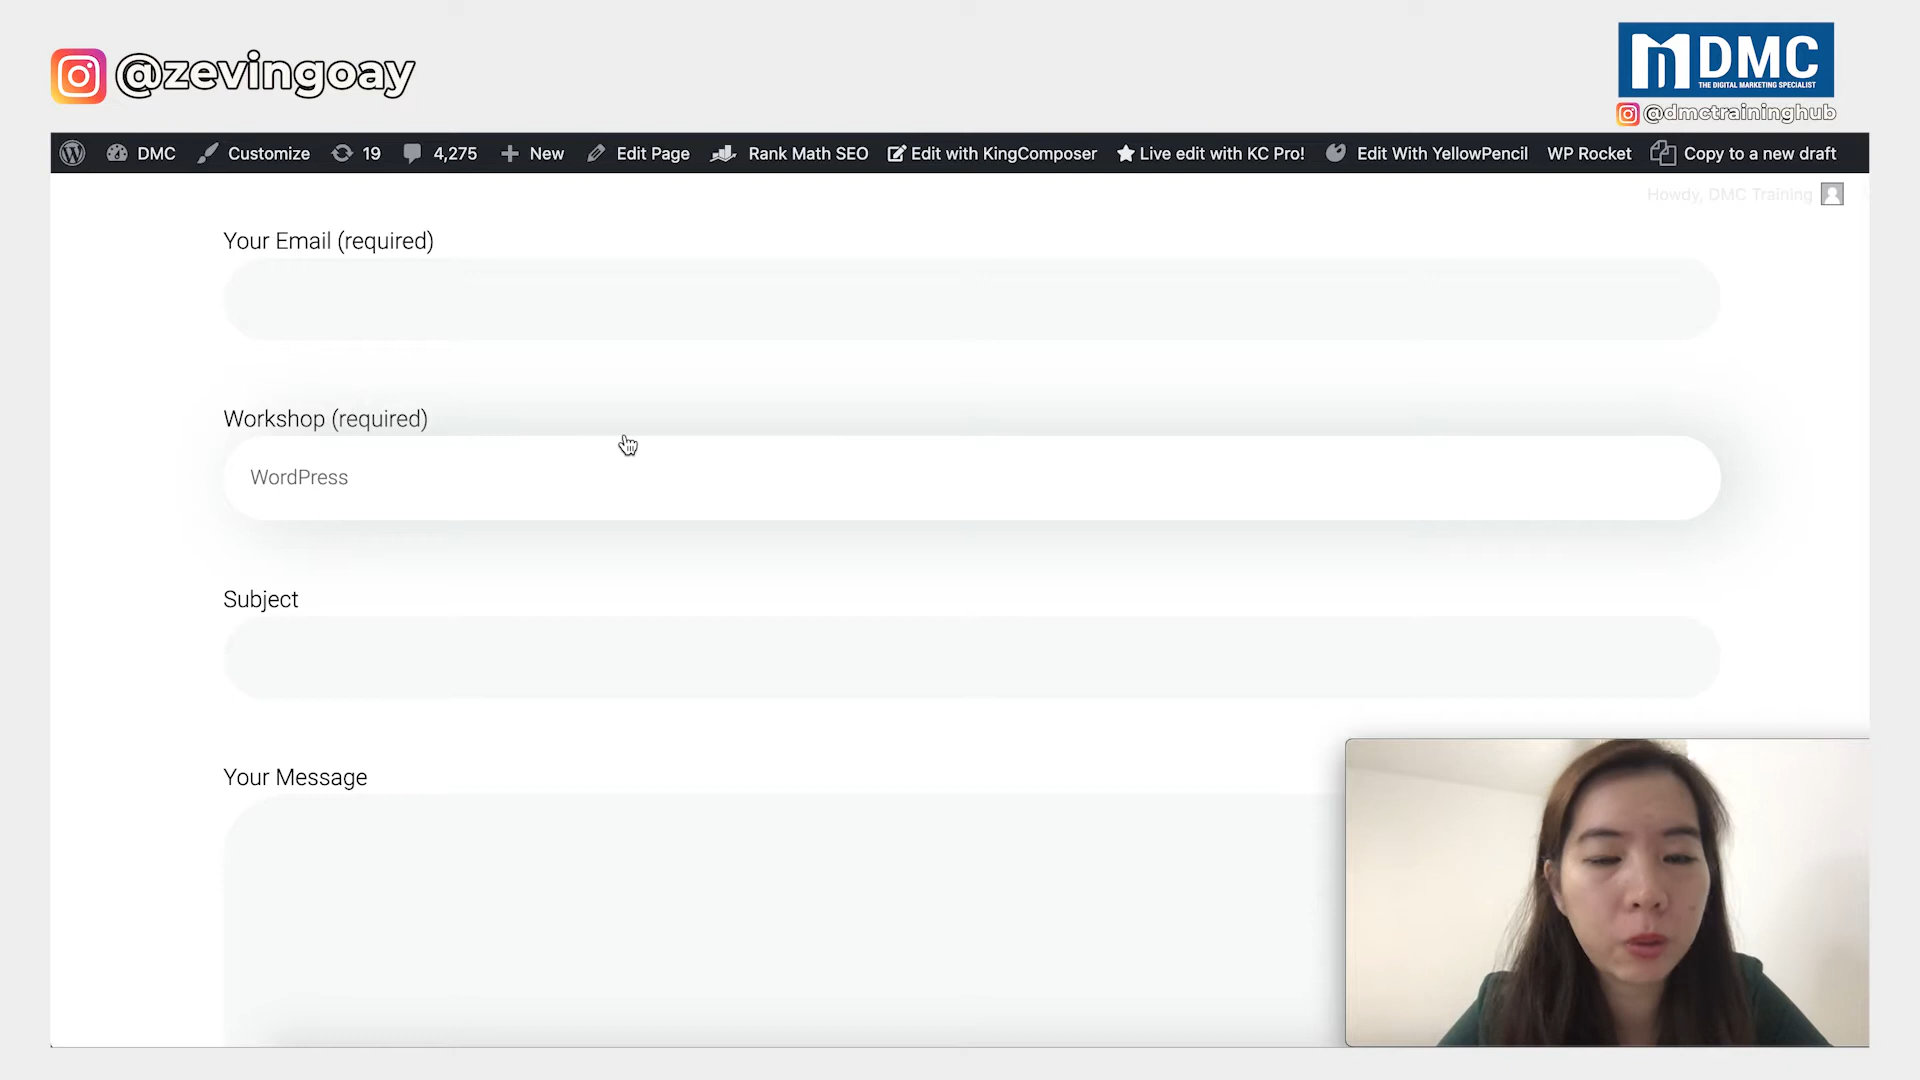 @zevingoay
DMC
THE DIGITAL MARKETING SPECIALIST
@dmctraininghub
DMC Customize 19 4,275 New Edit Page Rank Math SEO Edit with KingComposer Live edit with KC Pro! Edit With YellowPencil WP Rocket Copy to a new draft
Howdy, DMC Training
Your Email (required)
Workshop (required)
WordPress
Subject
Your Message